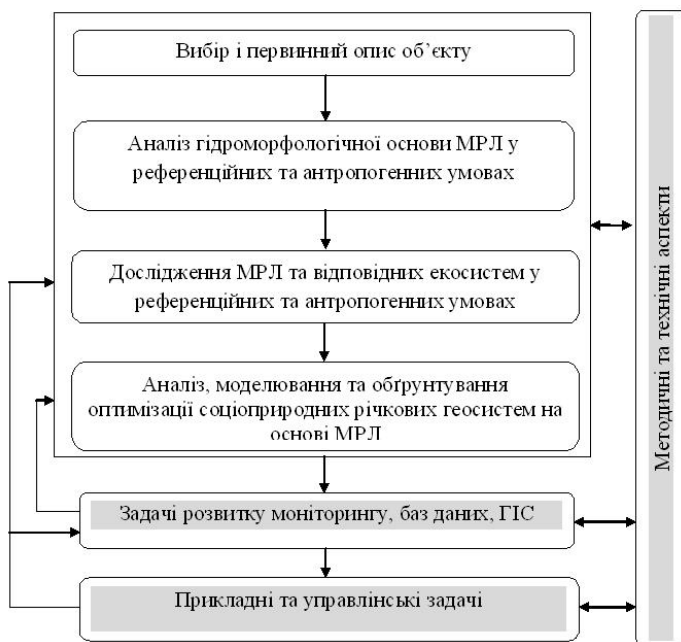 Вибір і первинний опис об’єкту
Аналіз гідроморфологічної основи МРЛ у
референційних та антропогенних умовах
Дослідження МРЛ та відповідних екосистем у
референційних та антропогенних умовах
Аналіз, моделювання та обґрунтування
оптимізації соціоприродних річкових геосистем на
основі МРЛ
Задачі розвитку моніторингу, баз даних, ГІС
Прикладні та управлінські задачі
Методичні та технічні аспекти